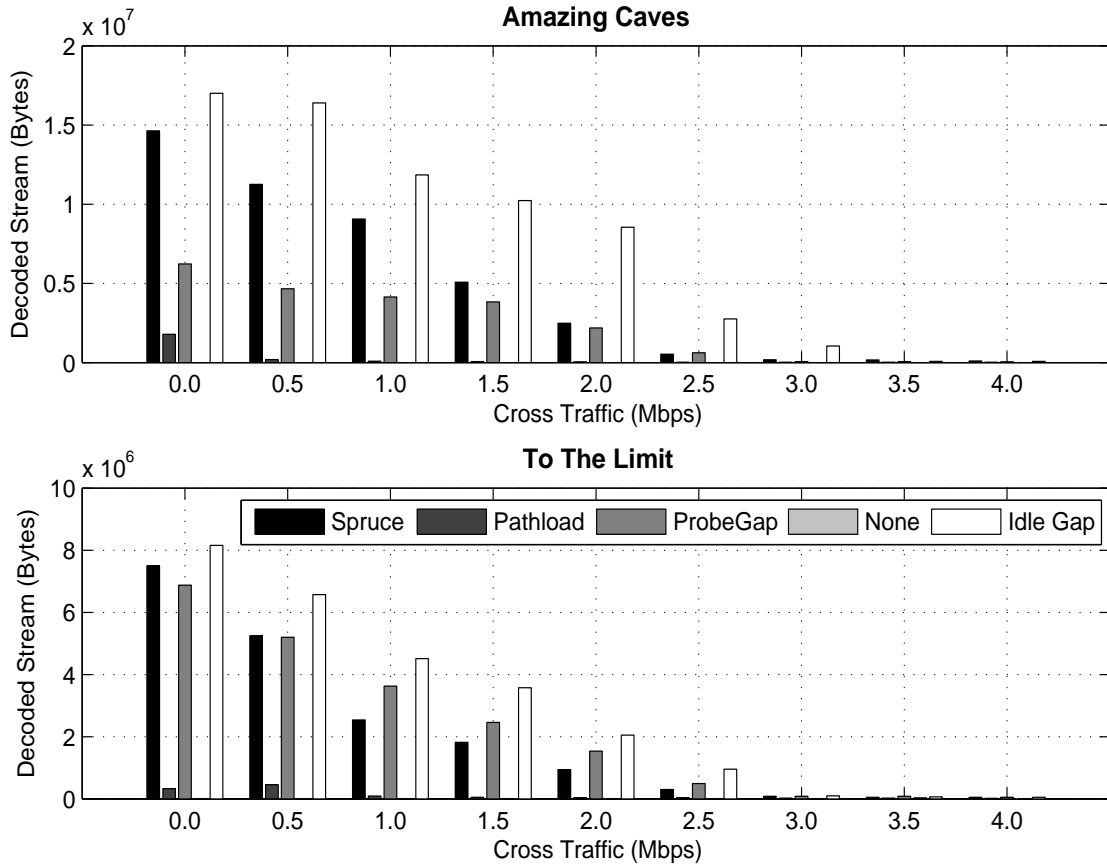 Amazing Caves
x 10^7
2
1.5
1
0.5
0
Decoded Stream (Bytes)
0.0 0.5 1.0 1.5 2.0 2.5 3.0 3.5 4.0
Cross Traffic (Mbps)
To The Limit
x 10^6
10
8
6
4
2
0
Decoded Stream (Bytes)
Spruce Pathload ProbeGap None Idle Gap
0.0 0.5 1.0 1.5 2.0 2.5 3.0 3.5 4.0
Cross Traffic (Mbps)